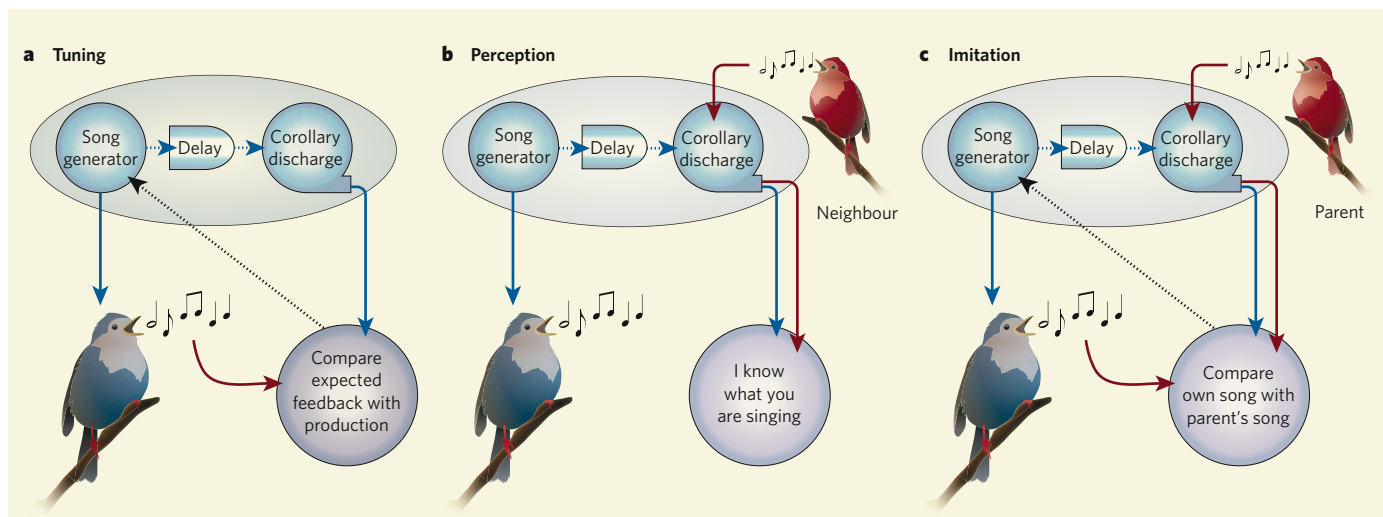 a Tuning
Song
generator
Delay
Corollary
discharge
Compare
expected
feedback with
production
b Perception
Song
generator
Delay
Corollary
discharge
Neighbour
I know
what you
are singing
c Imitation
Song
generator
Delay
Corollary
discharge
Parent
Compare
own song with
parent's song